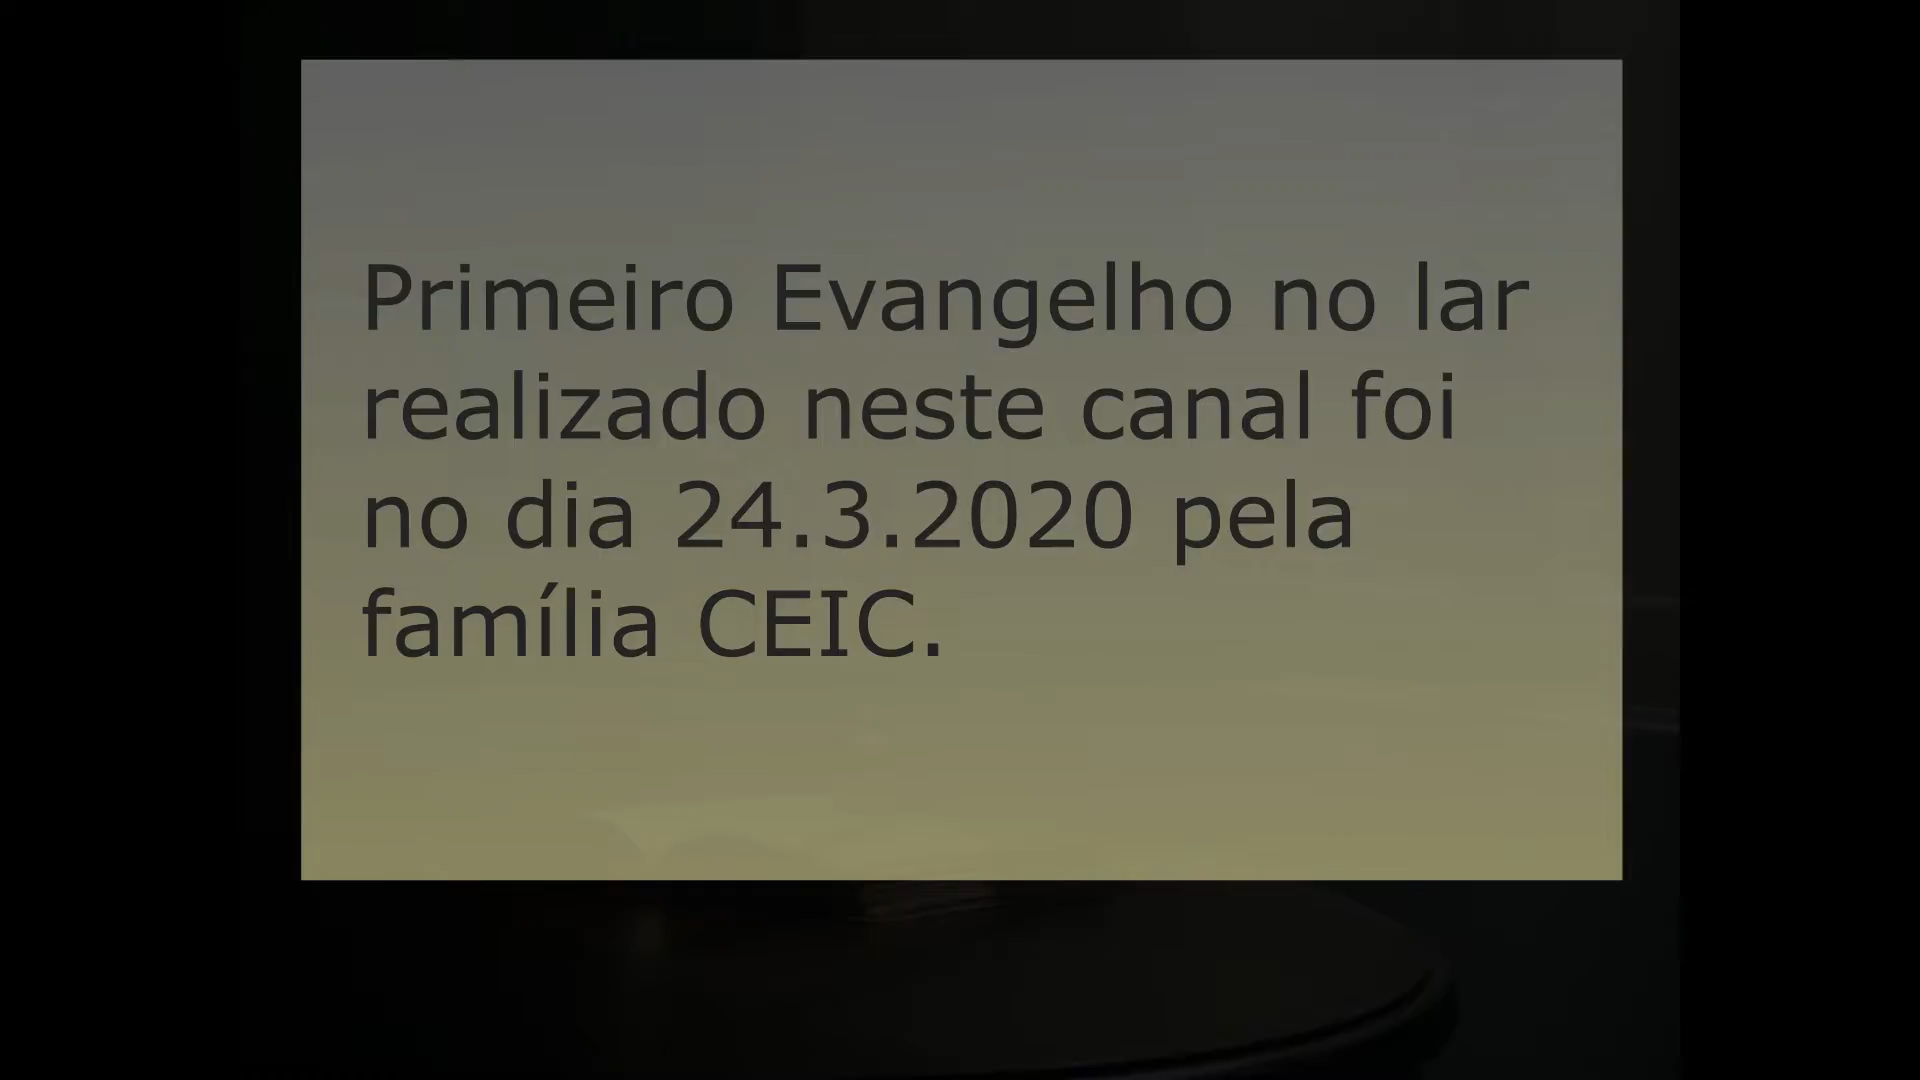 Primeiro Evangelho no lar
realizado neste canal foi
no dia 24.3.2020 pela
família CEIC.